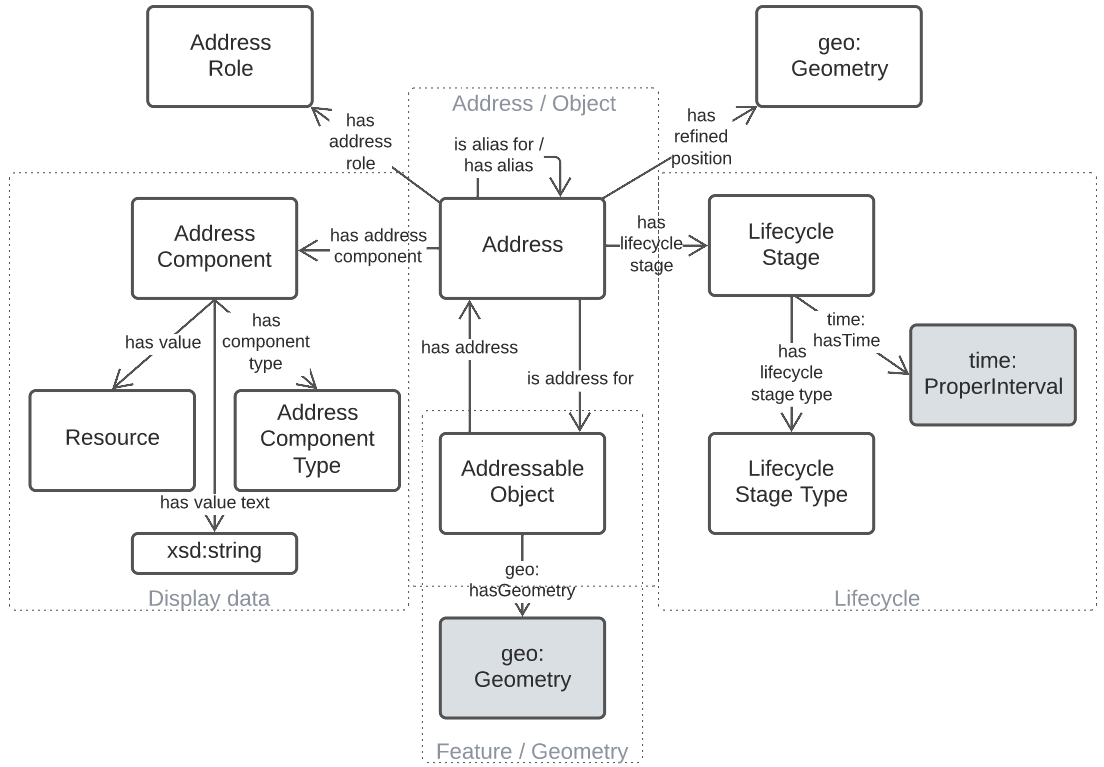 Address
Role
geo:
Geometry
Address / Object
has
address
role
has
refined
position
is alias for /
has alias
Address
Component
has address
component
Address
has
lifecycle
stage
Lifecycle
Stage
has value
has
component
type
has address
is address for
time:
hasTime
has
lifecycle
stage type
time:
ProperInterval
Resource
Address
Component
Type
Addressable
Object
Lifecycle
Stage Type
has value text
xsd:string
geo:
hasGeometry
Display data
Lifecycle
geo:
Geometry
Feature / Geometry